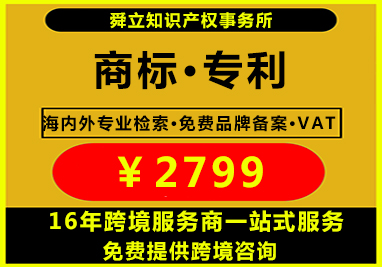 舜立知识产权事务所
商标·专利
海内外专业检索·免费品牌备案·VAT
￥2799
16年跨境服务商一站式服务
免费提供跨境咨询